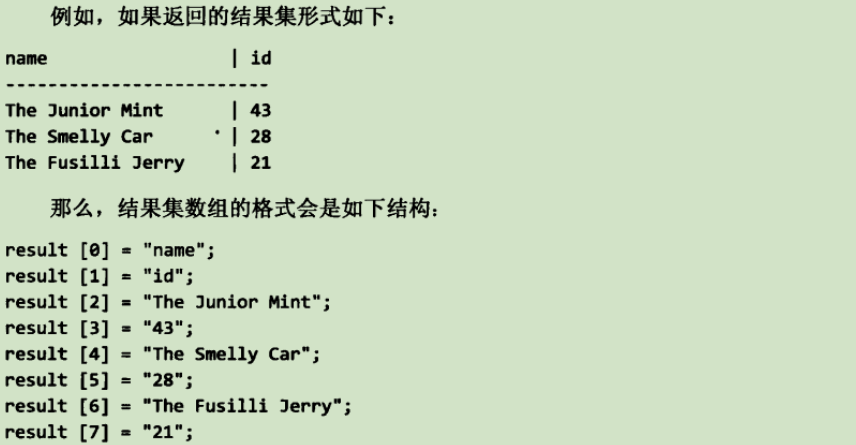 例如，如果返回的结果集形式如下：
name | id
--------------------------
The Junior Mint | 43
The Smelly Car | 28
The Fusilli Jerry | 21
那么，结果集数组的格式会是如下结构：
result [0] = "name";
result [1] = "id";
result [2] = "The Junior Mint";
result [3] = "43";
result [4] = "The Smelly Car";
result [5] = "28";
result [6] = "The Fusilli Jerry";
result [7] = "21";